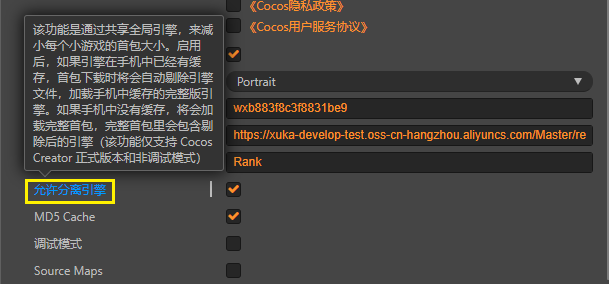 该功能是通过共享全局引擎，来减
小每个小游戏的首包大小。启用
后，如果引擎在手机中已经有缓
存，首包下载时将会自动剔除引擎
文件，加载手机中缓存的完整版引
擎。如果手机中没有缓存，将会加
载完整首包，完整首包里会包含剔
除后的引擎（该功能仅支持 Cocos
Creator 正式版本和非调试模式）
《Cocos隐私政策》
《Cocos用户服务协议》
Portrait
wxb883f8c3f8831be9
https://xuka-develop-test.oss-cn-hangzhou.aliyuncs.com/Master/re
Rank
允许分离引擎
MD5 Cache
调试模式
Source Maps